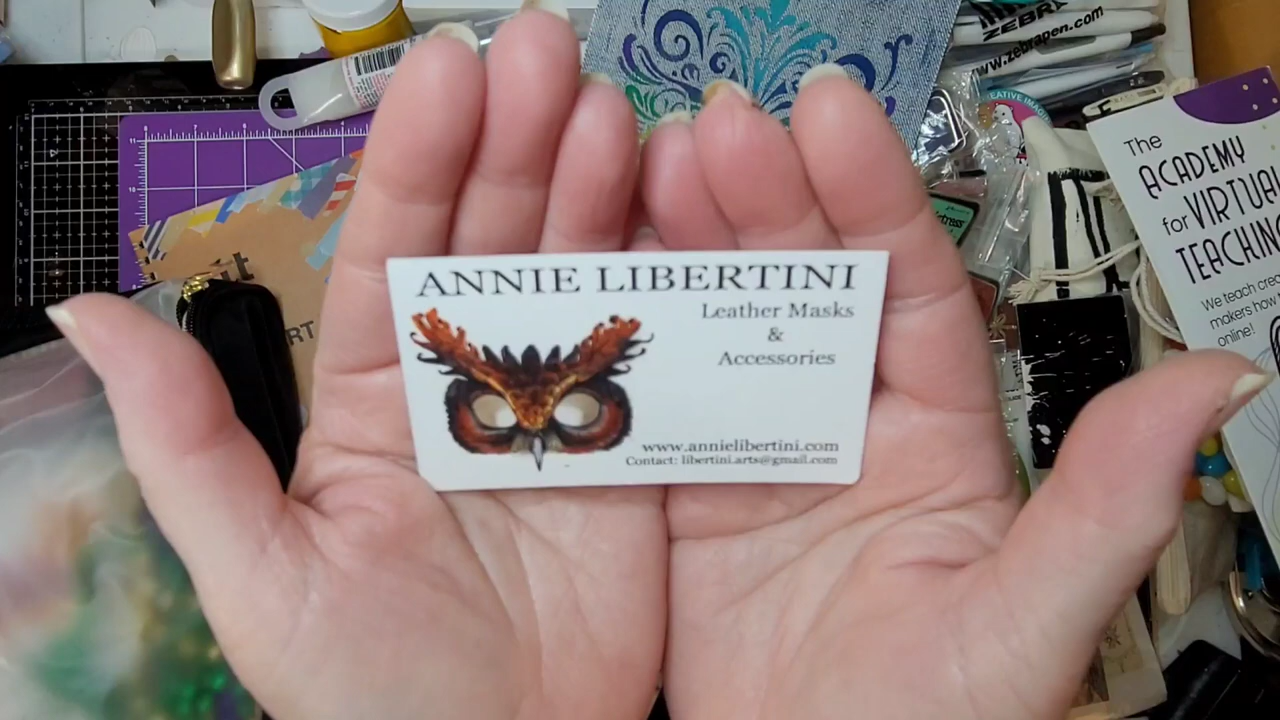 ANNIE LIBERTINI
Leather Masks
&
Accessories
www.annielibertini.com
Contact: libertini.arts@gmail.com
ZEBRA
www.zebrapen.com
The
ACADEMY
for VIRTUAL
TEACHING
We teach
makers how
online!